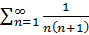 ∑_{n=1}^{∞} 1/(n(n+1))